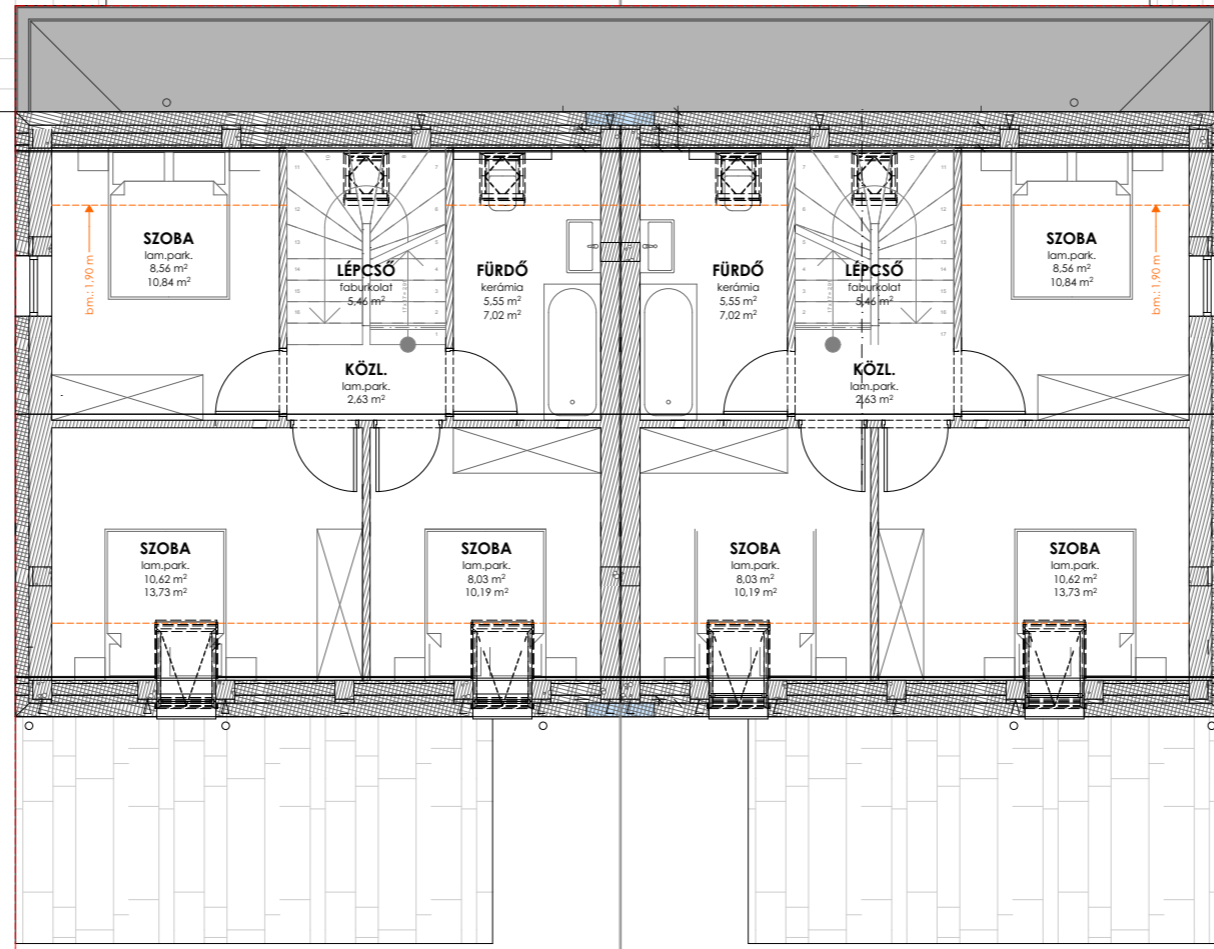 SZOBA
lam.park.
8,56 m²
10,84 m²
bm.: 1,90 m
LÉPCSŐ
faburkolat
5,46 m²
FÜRDŐ
kerámia
5,55 m²
7,02 m²
KÖZL.
lam.park.
2,63 m²
FÜRDŐ
kerámia
5,55 m²
7,02 m²
LÉPCSŐ
faburkolat
5,46 m²
KÖZL.
lam.park.
2,63 m²
SZOBA
lam.park.
8,56 m²
10,84 m²
bm.: 1,90 m
SZOBA
lam.park.
10,62 m²
13,73 m²
SZOBA
lam.park.
8,03 m²
10,19 m²
SZOBA
lam.park.
8,03 m²
10,19 m²
SZOBA
lam.park.
10,62 m²
13,73 m²